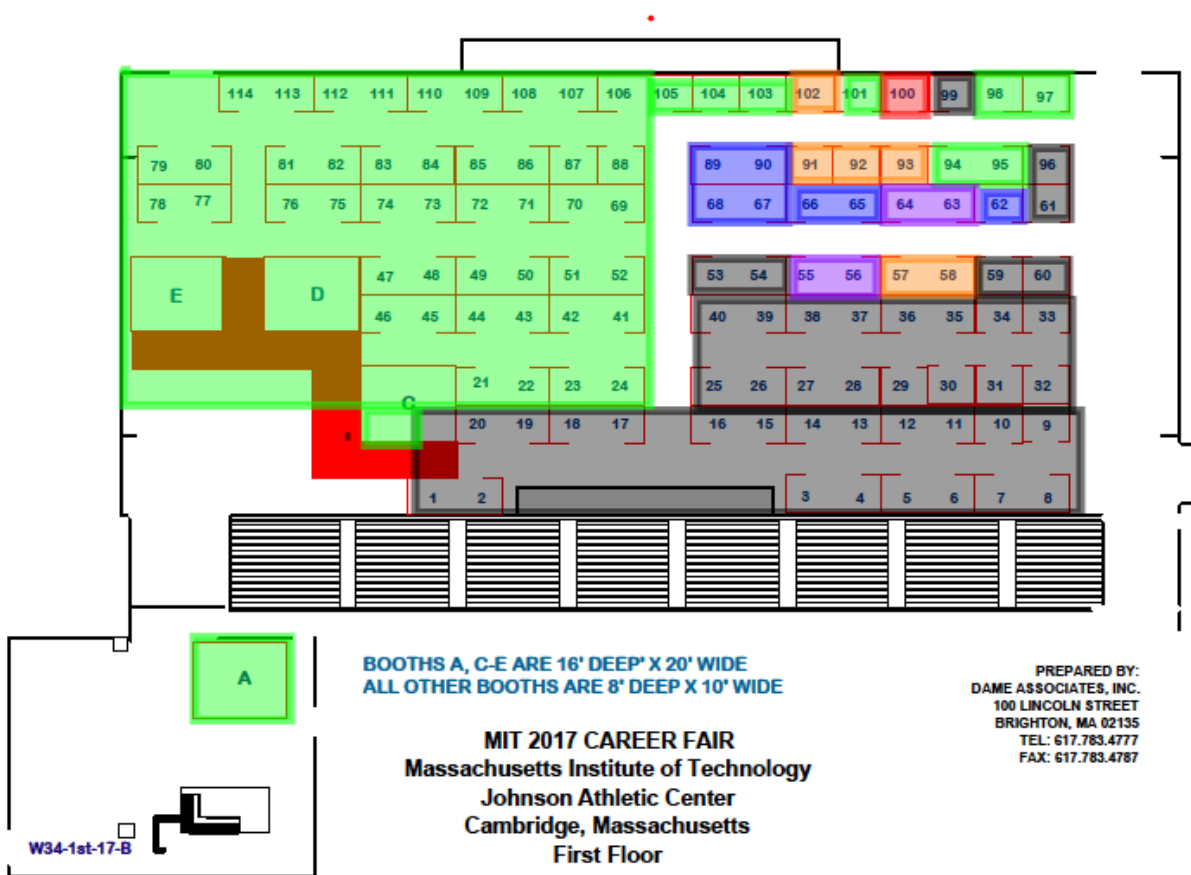 114 113 112 111 110 109 108 107 106 105 104 103 102 101 100 99 98 97
79 80 81 82 83 84 85 86 87 88 89 90 91 92 93 94 95 96
78 77 76 75 74 73 72 71 70 69 68 67 66 65 64 63 62 61
E D 47 48 49 50 51 52 53 54 55 56 57 58 59 60
46 45 44 43 42 41 40 39 38 37 36 35 34 33
21 22 23 24 25 26 27 28 29 30 31 32
C
20 19 18 17 16 15 14 13 12 11 10 9
1 2 3 4 5 6 7 8
A
BOOTHS A, C-E ARE 16' DEEP' X 20' WIDE
ALL OTHER BOOTHS ARE 8' DEEP X 10' WIDE
PREPARED BY:
DAME ASSOCIATES, INC.
100 LINCOLN STREET
BRIGHTON, MA 02135
TEL: 617.783.4777
FAX: 617.783.4787
MIT 2017 CAREER FAIR
Massachusetts Institute of Technology
Johnson Athletic Center
Cambridge, Massachusetts
First Floor
W34-1st-17-B